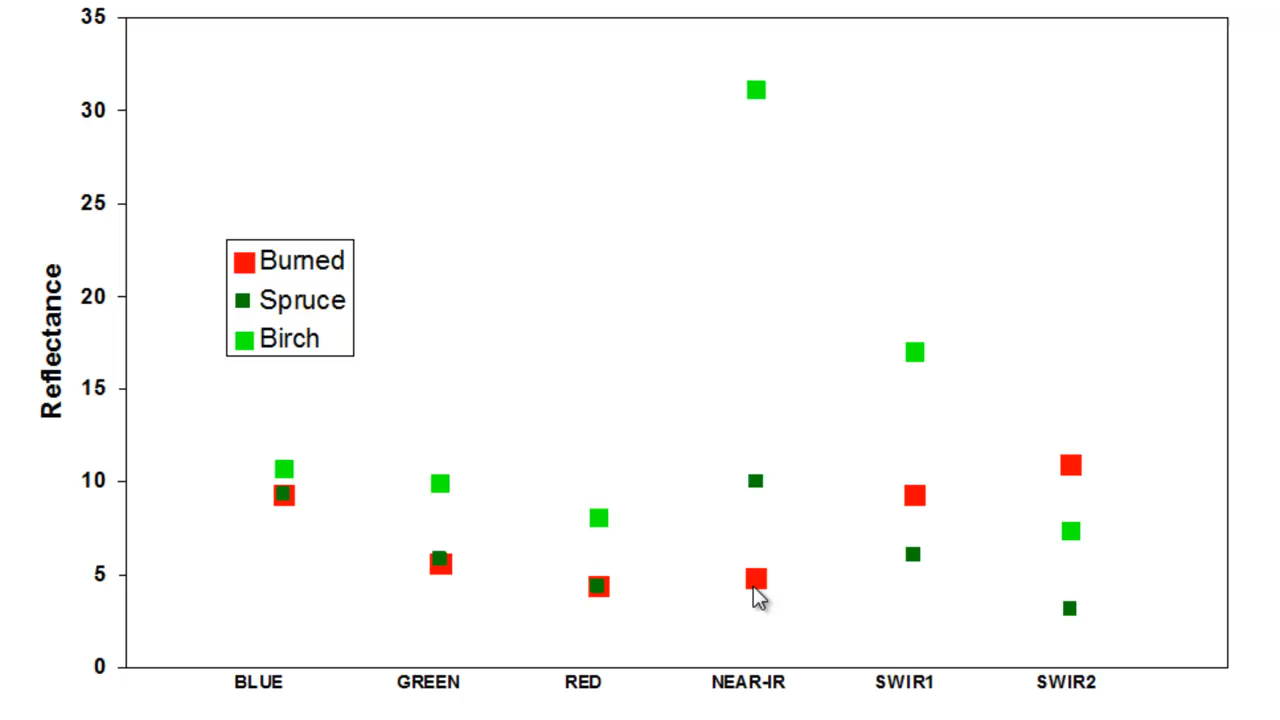 35
30
25
20
15
10
5
0
Reflectance
Burned
Spruce
Birch
BLUE GREEN RED NEAR-IR SWIR1 SWIR2